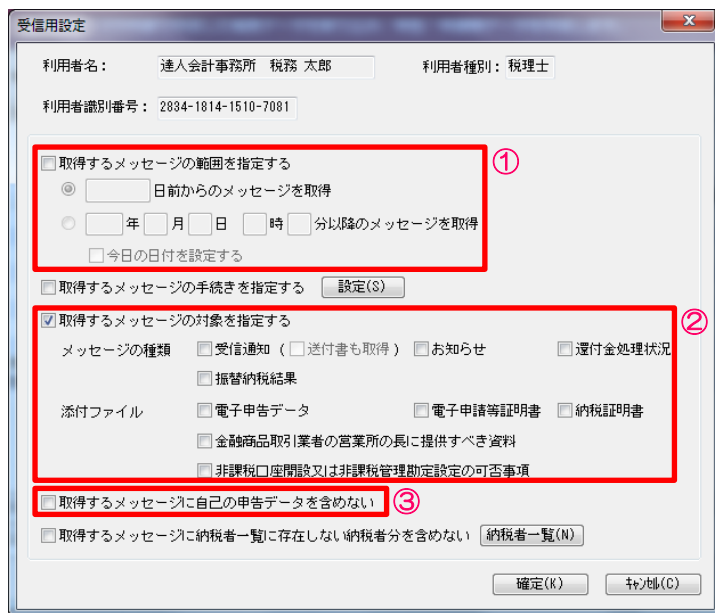 受信用設定
利用者名： 達人会計事務所 税務 太郎 利用者種別： 税理士
利用者識別番号： 2834-1814-1510-7081
取得するメッセージの範囲を指定する ①
日前からのメッセージを取得
年 月 日 時 分以降のメッセージを取得
今日の日付を設定する
取得するメッセージの手続きを指定する 設定(S)
取得するメッセージの対象を指定する ②
メッセージの種類 受信通知 （ 送付書も取得 ） お知らせ 還付金処理状況
振替納税結果
添付ファイル 電子申告データ 電子申請等証明書 納税証明書
金融商品取引業者の営業所の長に提供すべき資料
非課税口座開設又は非課税管理勘定設定の可否事項
取得するメッセージに自己の申告データを含めない ③
取得するメッセージに納税者一覧に存在しない納税者分を含めない 納税者一覧(N)
確定(K) ｷｬﾝｾﾙ(C)